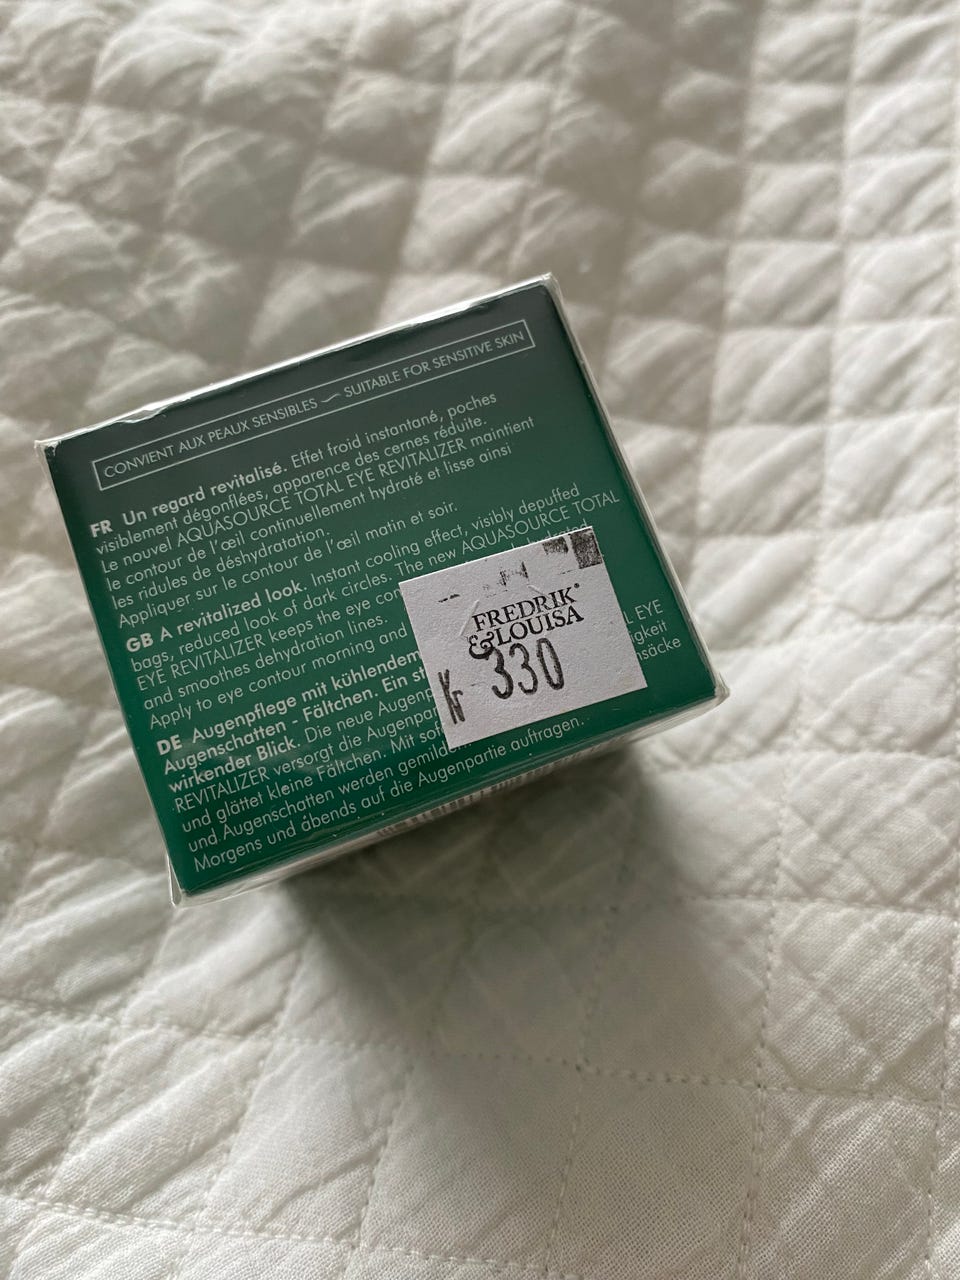 CONVIENT AUX PEAUX SENSIBLES ~ SUITABLE FOR SENSITIVE SKIN
FR Un regard revitalisé. Effet froid instantané, poches
visiblement dégonflées, apparence des cernes réduite.
Le nouvel AQUASOURCE TOTAL EYE REVITALIZER maintient
le contour de l'œil continuellement hydraté et lisse ainsi
les ridules de déshydratation.
Appliquer sur le contour de l'œil matin et soir.
GB A revitalized look. Instant cooling effect, visibly depuffed
bags, reduced look of dark circles. The new AQUASOURCE TOTAL
EYE REVITALIZER keeps the eye
and smoothes dehydration lines.
Apply to eye contour morning and
DE Augenpflege mit kühlendem
Augenschatten - Fältchen. Ein
wirkender Blick. Die neue EYE
REVITALIZER versorgt die
und glättet kleine Fältchen. Mit
und Augenschatten werden
Morgens und abends auf die Augenpartie auftragen.
FREDRIK
&LOUISA
Kr 330